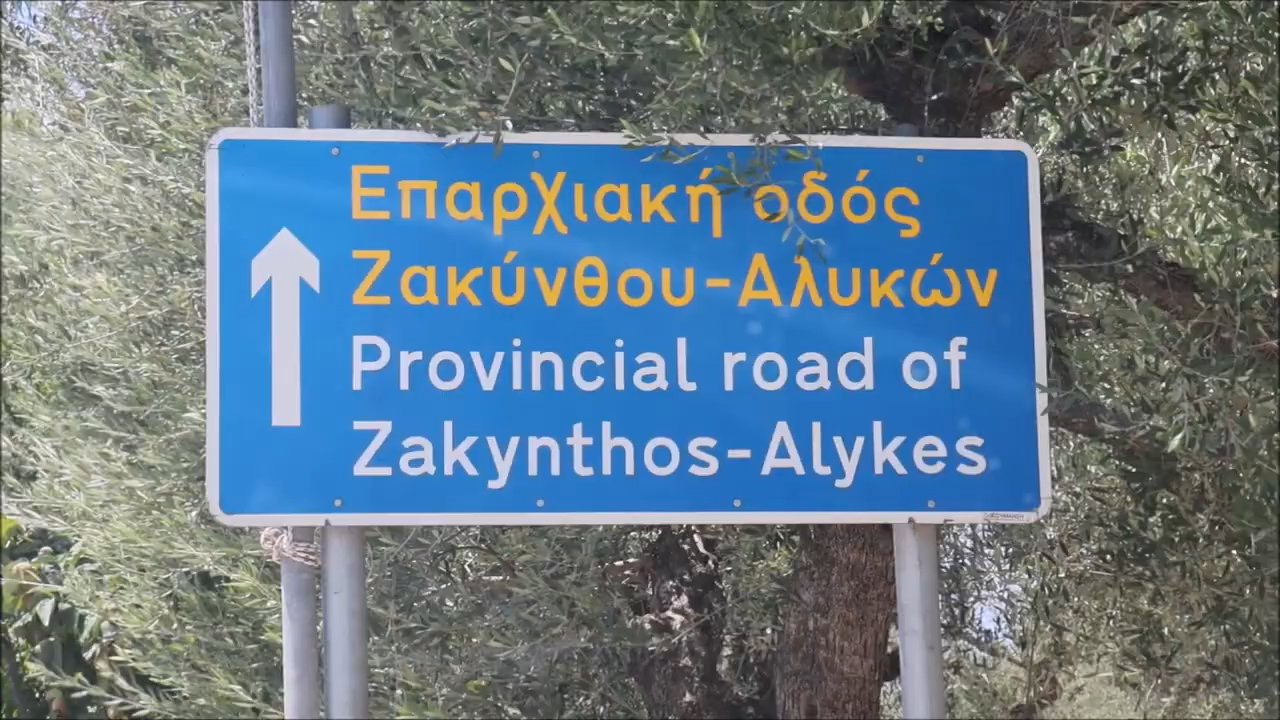 Επαρχιακή οδός
Ζακύνθου-Αλυκών
Provincial road of
Zakynthos-Alykes